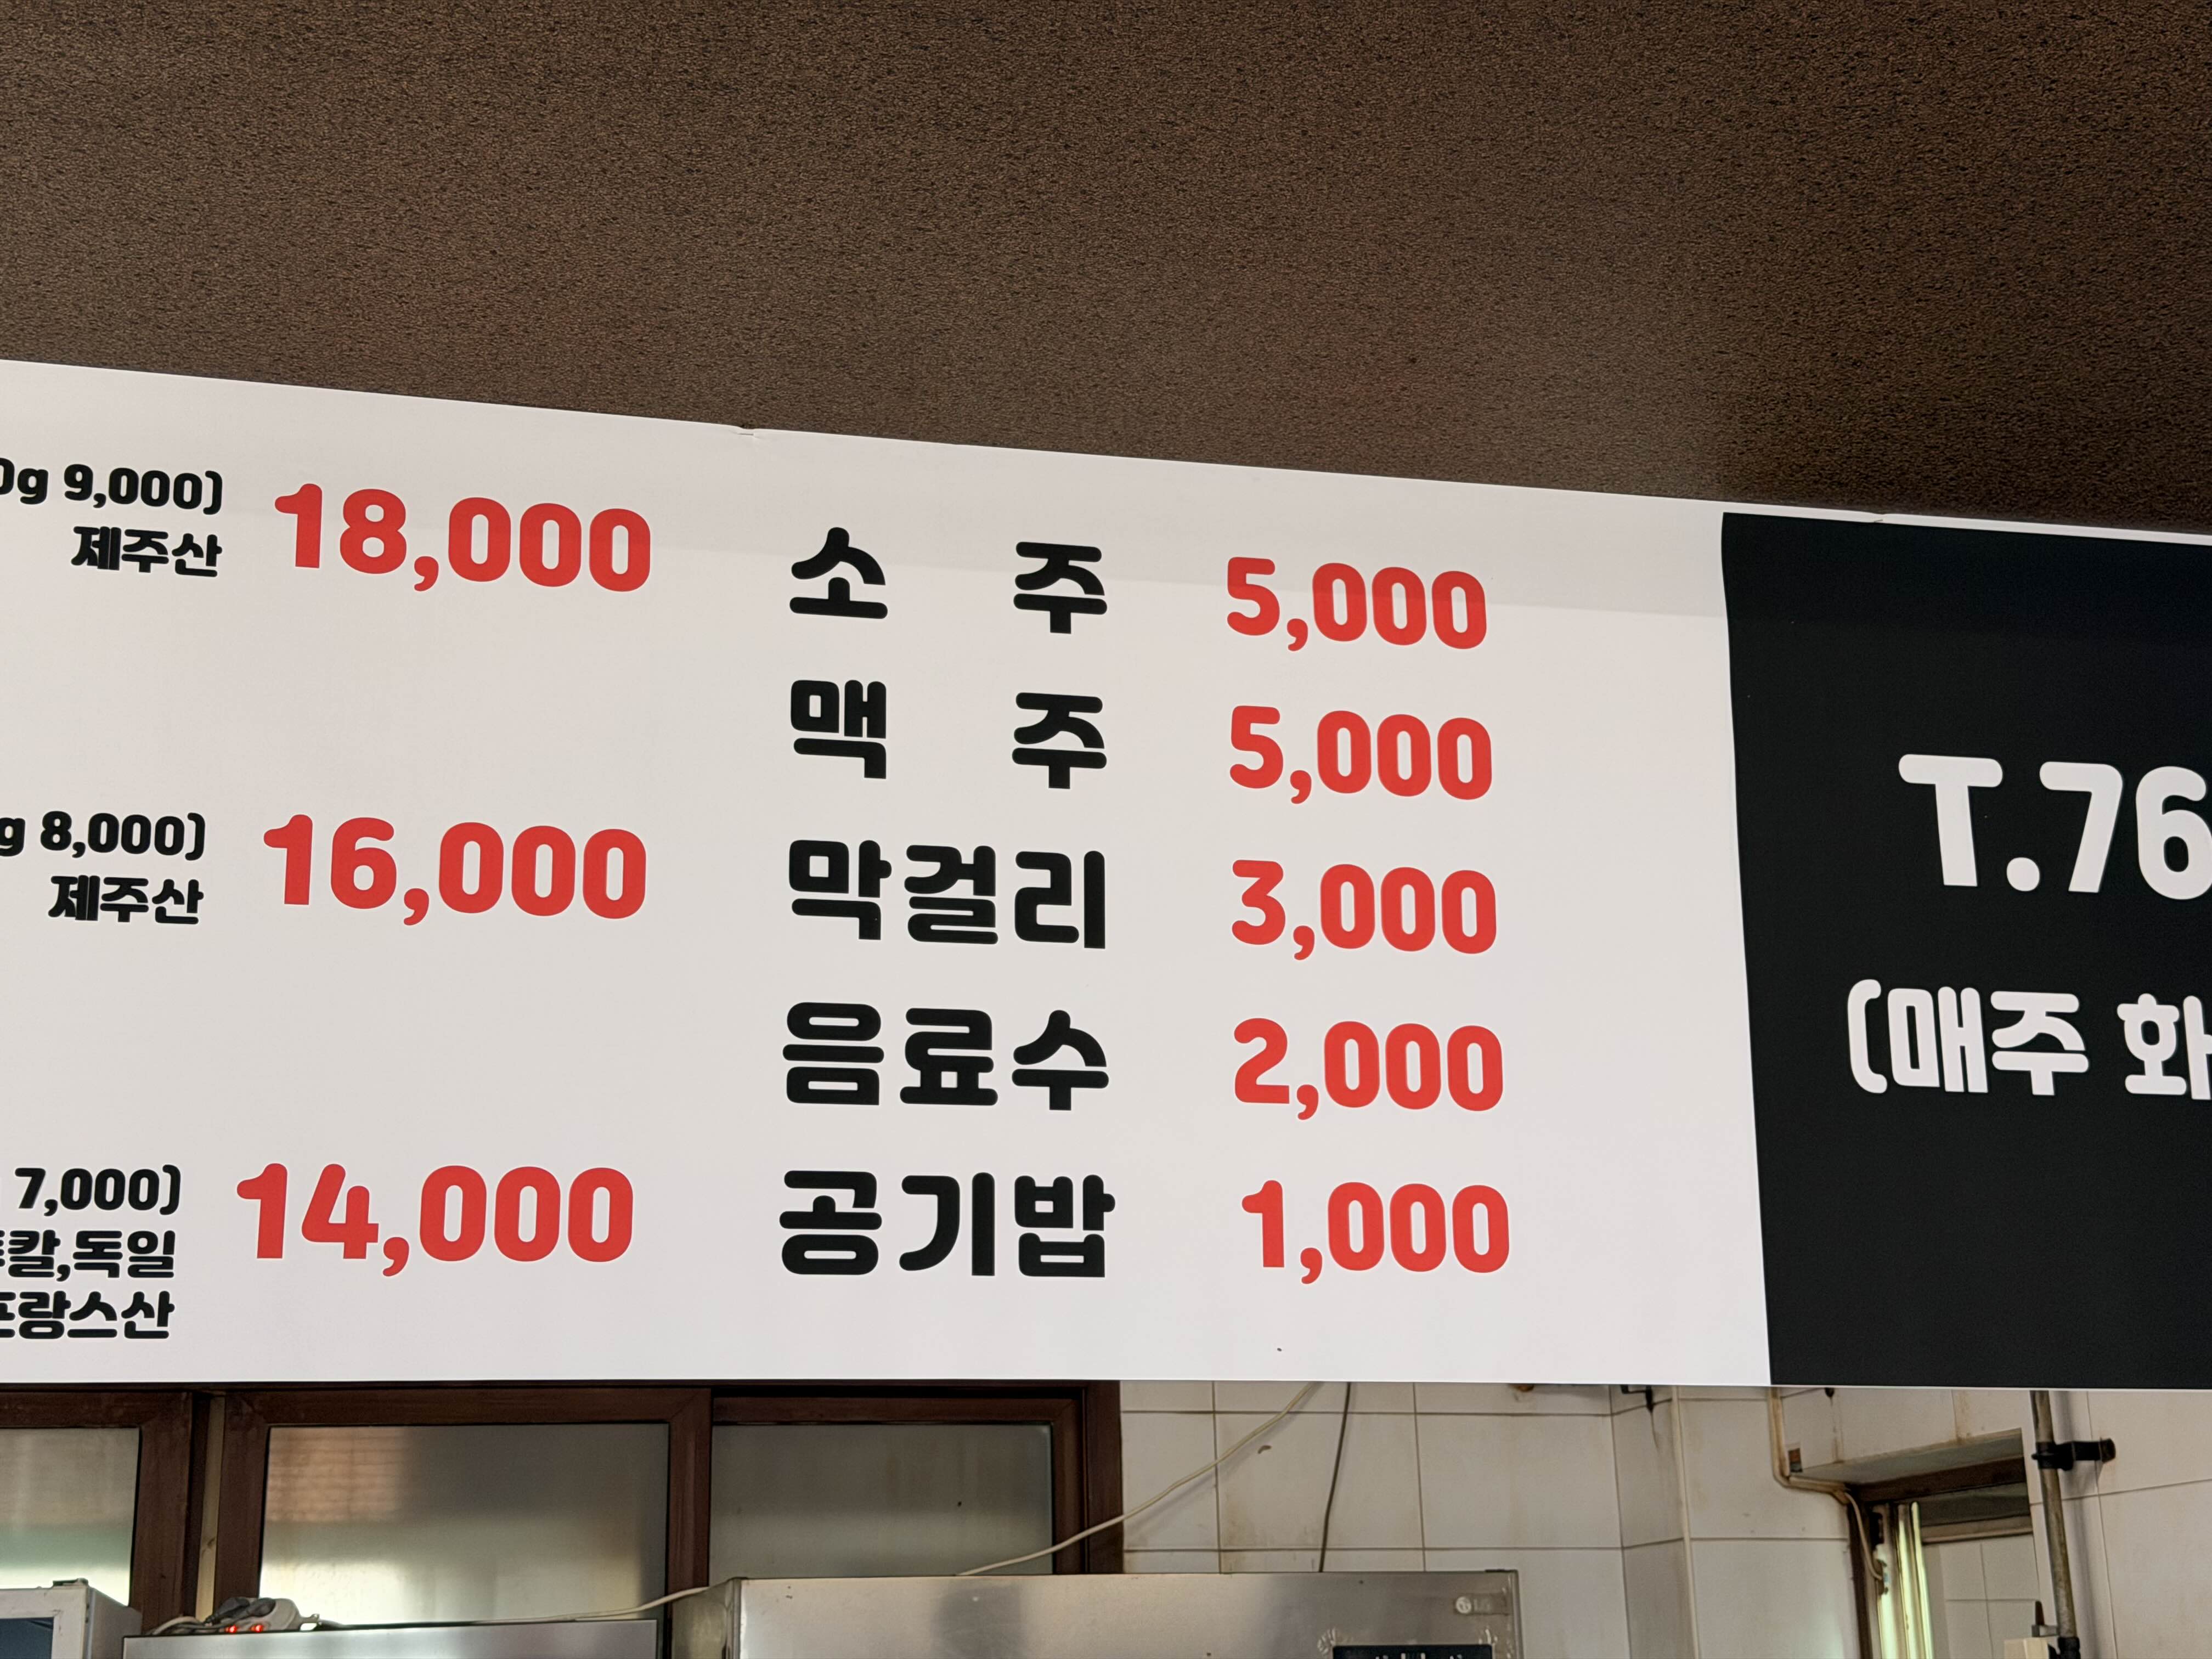 0g 9,000)
제주산
18,000
g 8,000)
제주산
16,000
7,000)
칼,독일
프랑스산
14,000
소 주 5,000
맥 주 5,000
막걸리 3,000
음료수 2,000
공기밥 1,000
T.76
(매주 화
LG